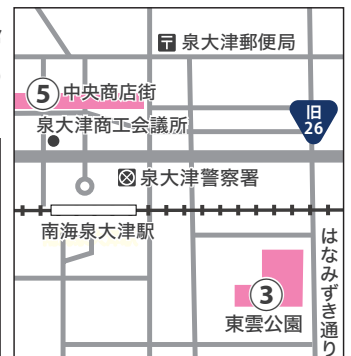 泉大津郵便局
⑤ 中央商店街
旧
26
泉大津商工会議所
泉大津警察署
南海泉大津駅
はなみずき通り
③
東雲公園